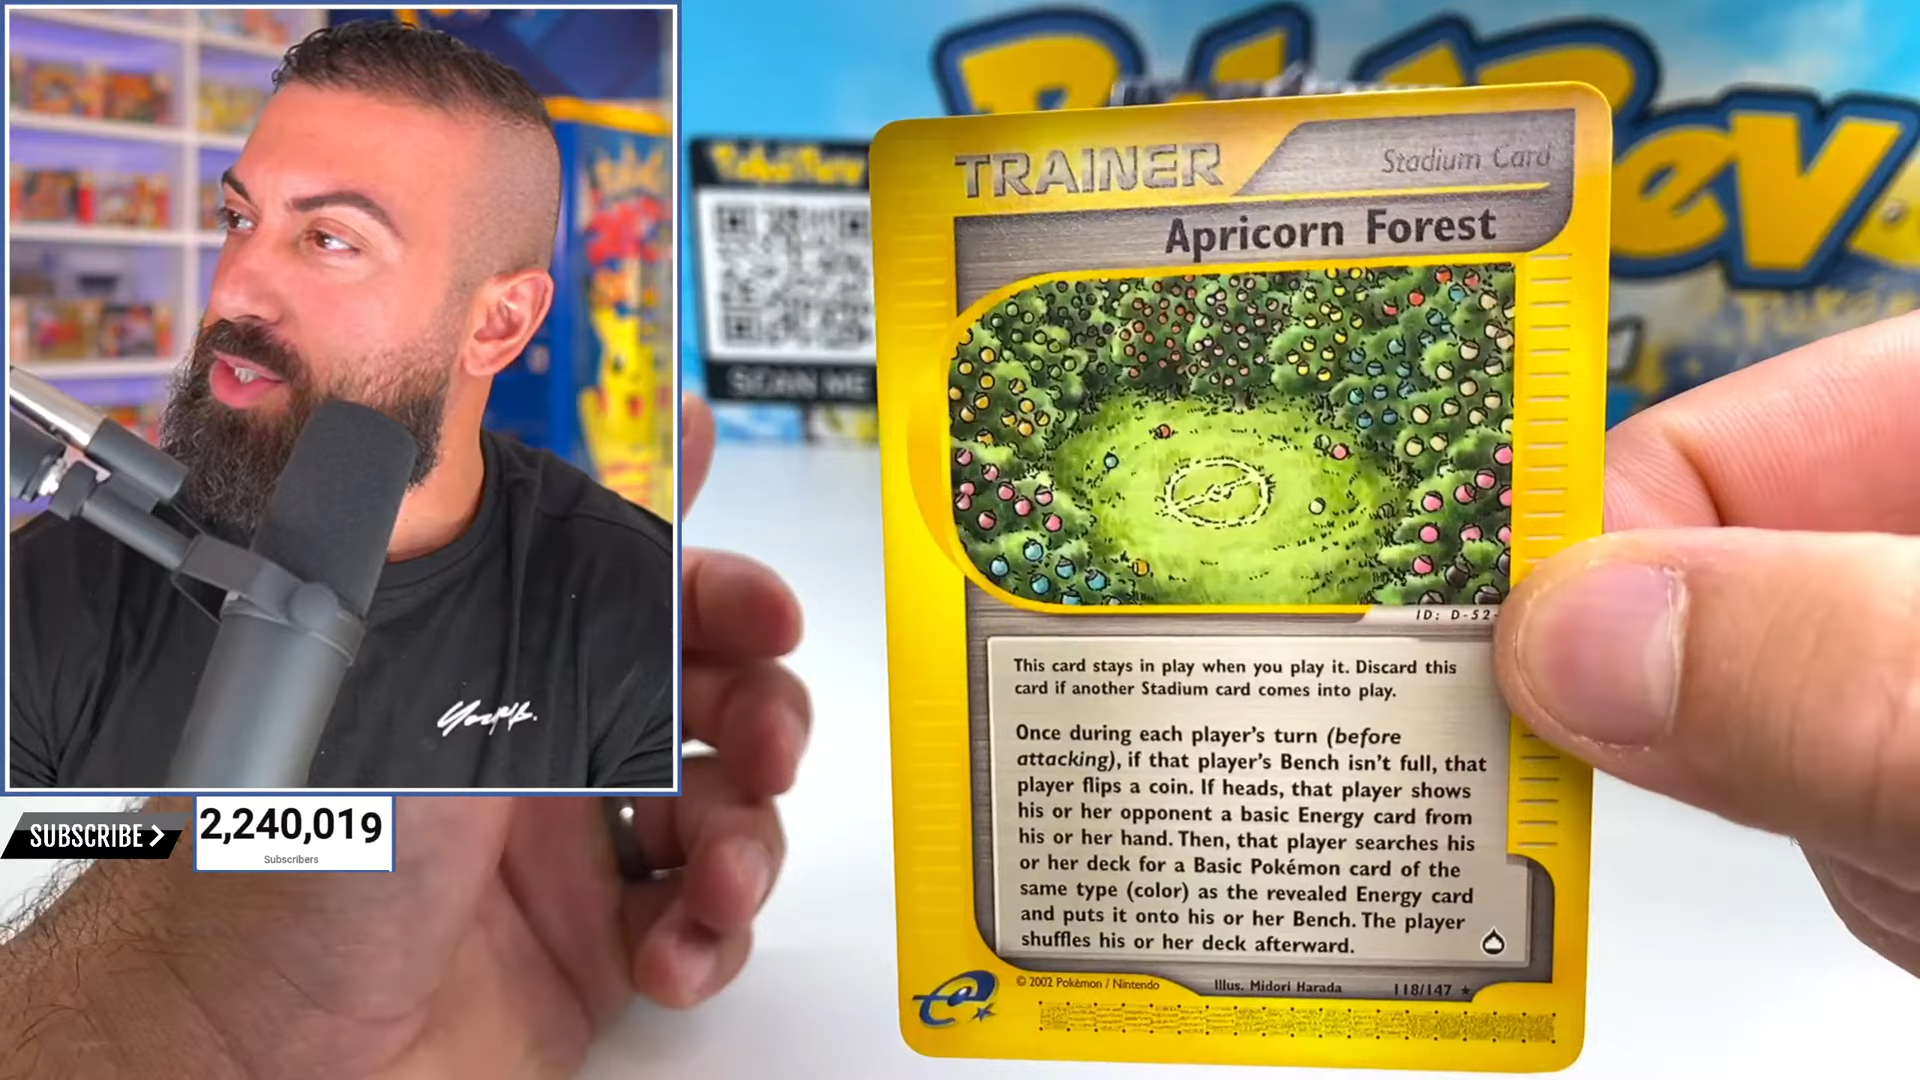 TRAINER
Stadium Card
Apricorn Forest
ID: D-52-
This card stays in play when you play it. Discard this
card if another Stadium card comes into play.
Once during each player's turn (before
attacking), if that player's Bench isn't full, that
player flips a coin. If heads, that player shows
his or her opponent a basic Energy card from
his or her hand. Then, that player searches his
or her deck for a Basic Pokémon card of the
same type (color) as the revealed Energy card
and puts it onto his or her Bench. The player
shuffles his or her deck afterward.
© 2002 Pokémon / Nintendo
Illus. Midori Harada
118/147 ★
SCAN ME
SUBSCRIBE >
2,240,019
Subscribers